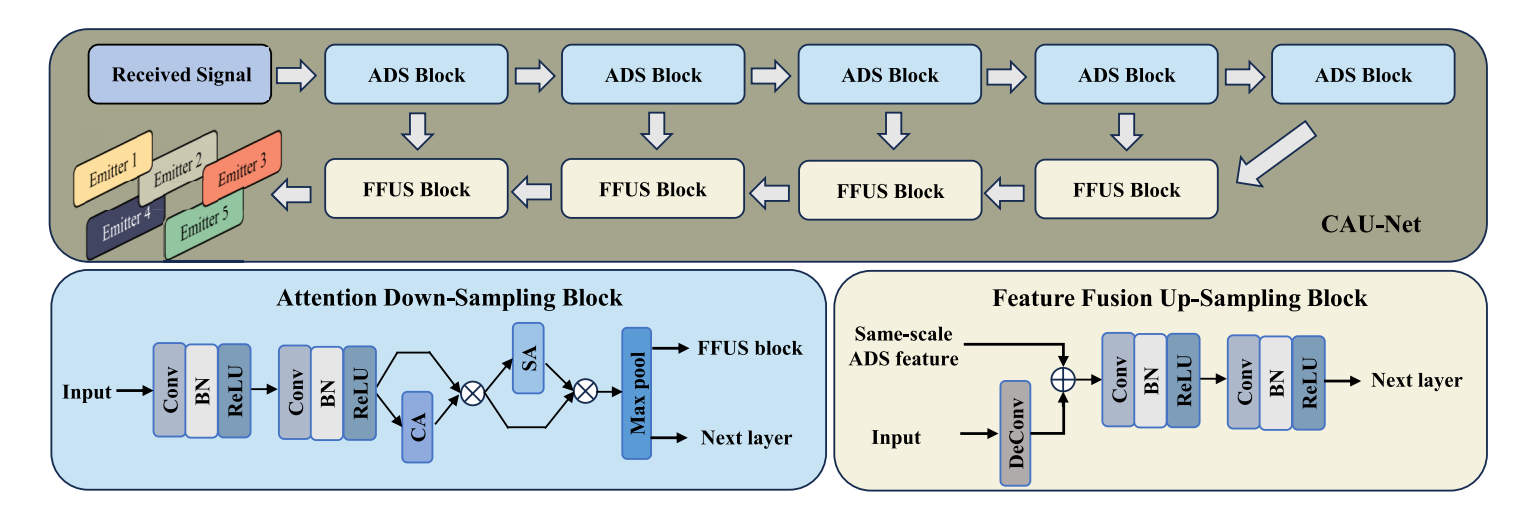 Received Signal
ADS Block
ADS Block
ADS Block
ADS Block
ADS Block
Emitter 1
Emitter 2
Emitter 3
Emitter 4
Emitter 5
FFUS Block
FFUS Block
FFUS Block
FFUS Block
CAU-Net
Attention Down-Sampling Block
Input
Conv
BN
ReLU
Conv
BN
ReLU
CA
SA
Max pool
FFUS block
Next layer
Feature Fusion Up-Sampling Block
Same-scale
ADS feature
Input
DeConv
Conv
BN
ReLU
Conv
BN
ReLU
Next layer